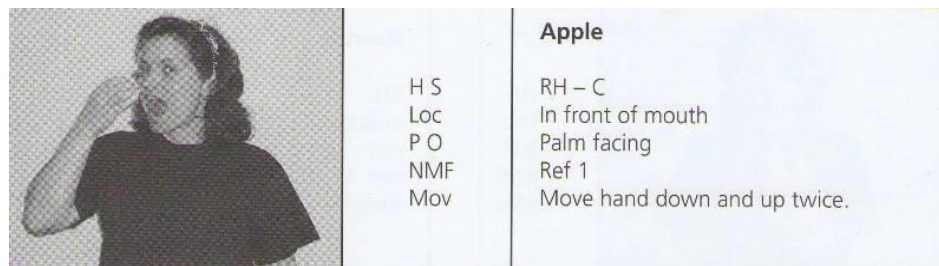 Apple
H S RH – C
Loc In front of mouth
P O Palm facing
NMF Ref 1
Mov Move hand down and up twice.